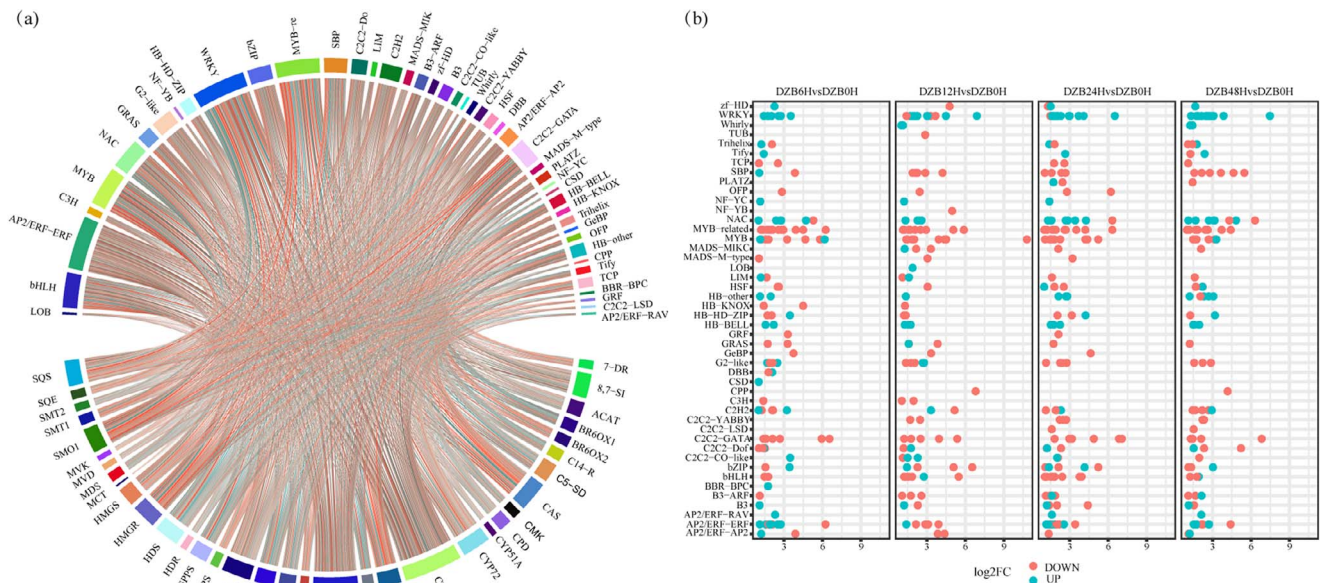 (a)
LOB
bHLH
AP2/ERF-ERF
C3H
MYB
NAC
GRAS
G2-like
NF-YB
HB-HD-ZIP
WRKY
bZIP
MYB-re
SBP
C2C2-Do
LIM
C2H2
MADS-MIK
B3-ARF
zf-HD
B3
C2C2-CO-like
TUB
Whirly
C2C2-YABBY
HSF
DBB
AP2/ERF-AP2
C2C2-GATA
MADS-M-type
PLATZ
NF-YC
CSD
HB-BELL
HB-KNOX
Trihelix
GeBP
OFP
HB-other
CPP
Tify
TCP
BBR-BPC
GRF
C2C2-LSD
AP2/ERF-RAV
7-DR
8,7-SI
ACAT
BR6OX1
BR6OX2
C14-R
C5-SD
CAS
CMK
CPD
CYP51A
CYP72
HDR
HDS
HMGR
HMGS
MCT
MDS
MVD
MVK
SMO1
SMT1
SMT2
SQE
SQS
(b)
DZB6HvsDZB0H DZB12HvsDZB0H DZB24HvsDZB0H DZB48HvsDZB0H
zf-HD
WRKY
Whirly
TUB
Trihelix
Tify
TCP
SBP
PLATZ
OFP
NF-YC
NF-YB
NAC
MYB-related
MYB
MADS-MIKC
MADS-M-type
LOB
LIM
HSF
HB-other
HB-KNOX
HB-HD-ZIP
HB-BELL
GRF
GRAS
GeBP
G2-like
DBB
CSD
CPP
C3H
C2H2
C2C2-YABBY
C2C2-LSD
C2C2-GATA
C2C2-Dof
C2C2-CO-like
bZIP
bHLH
BBR-BPC
B3-ARF
B3
AP2/ERF-RAV
AP2/ERF-ERF
AP2/ERF-AP2
3 6 9 3 6 9 3 6 9 3 6 9
log2FC
DOWN
UP